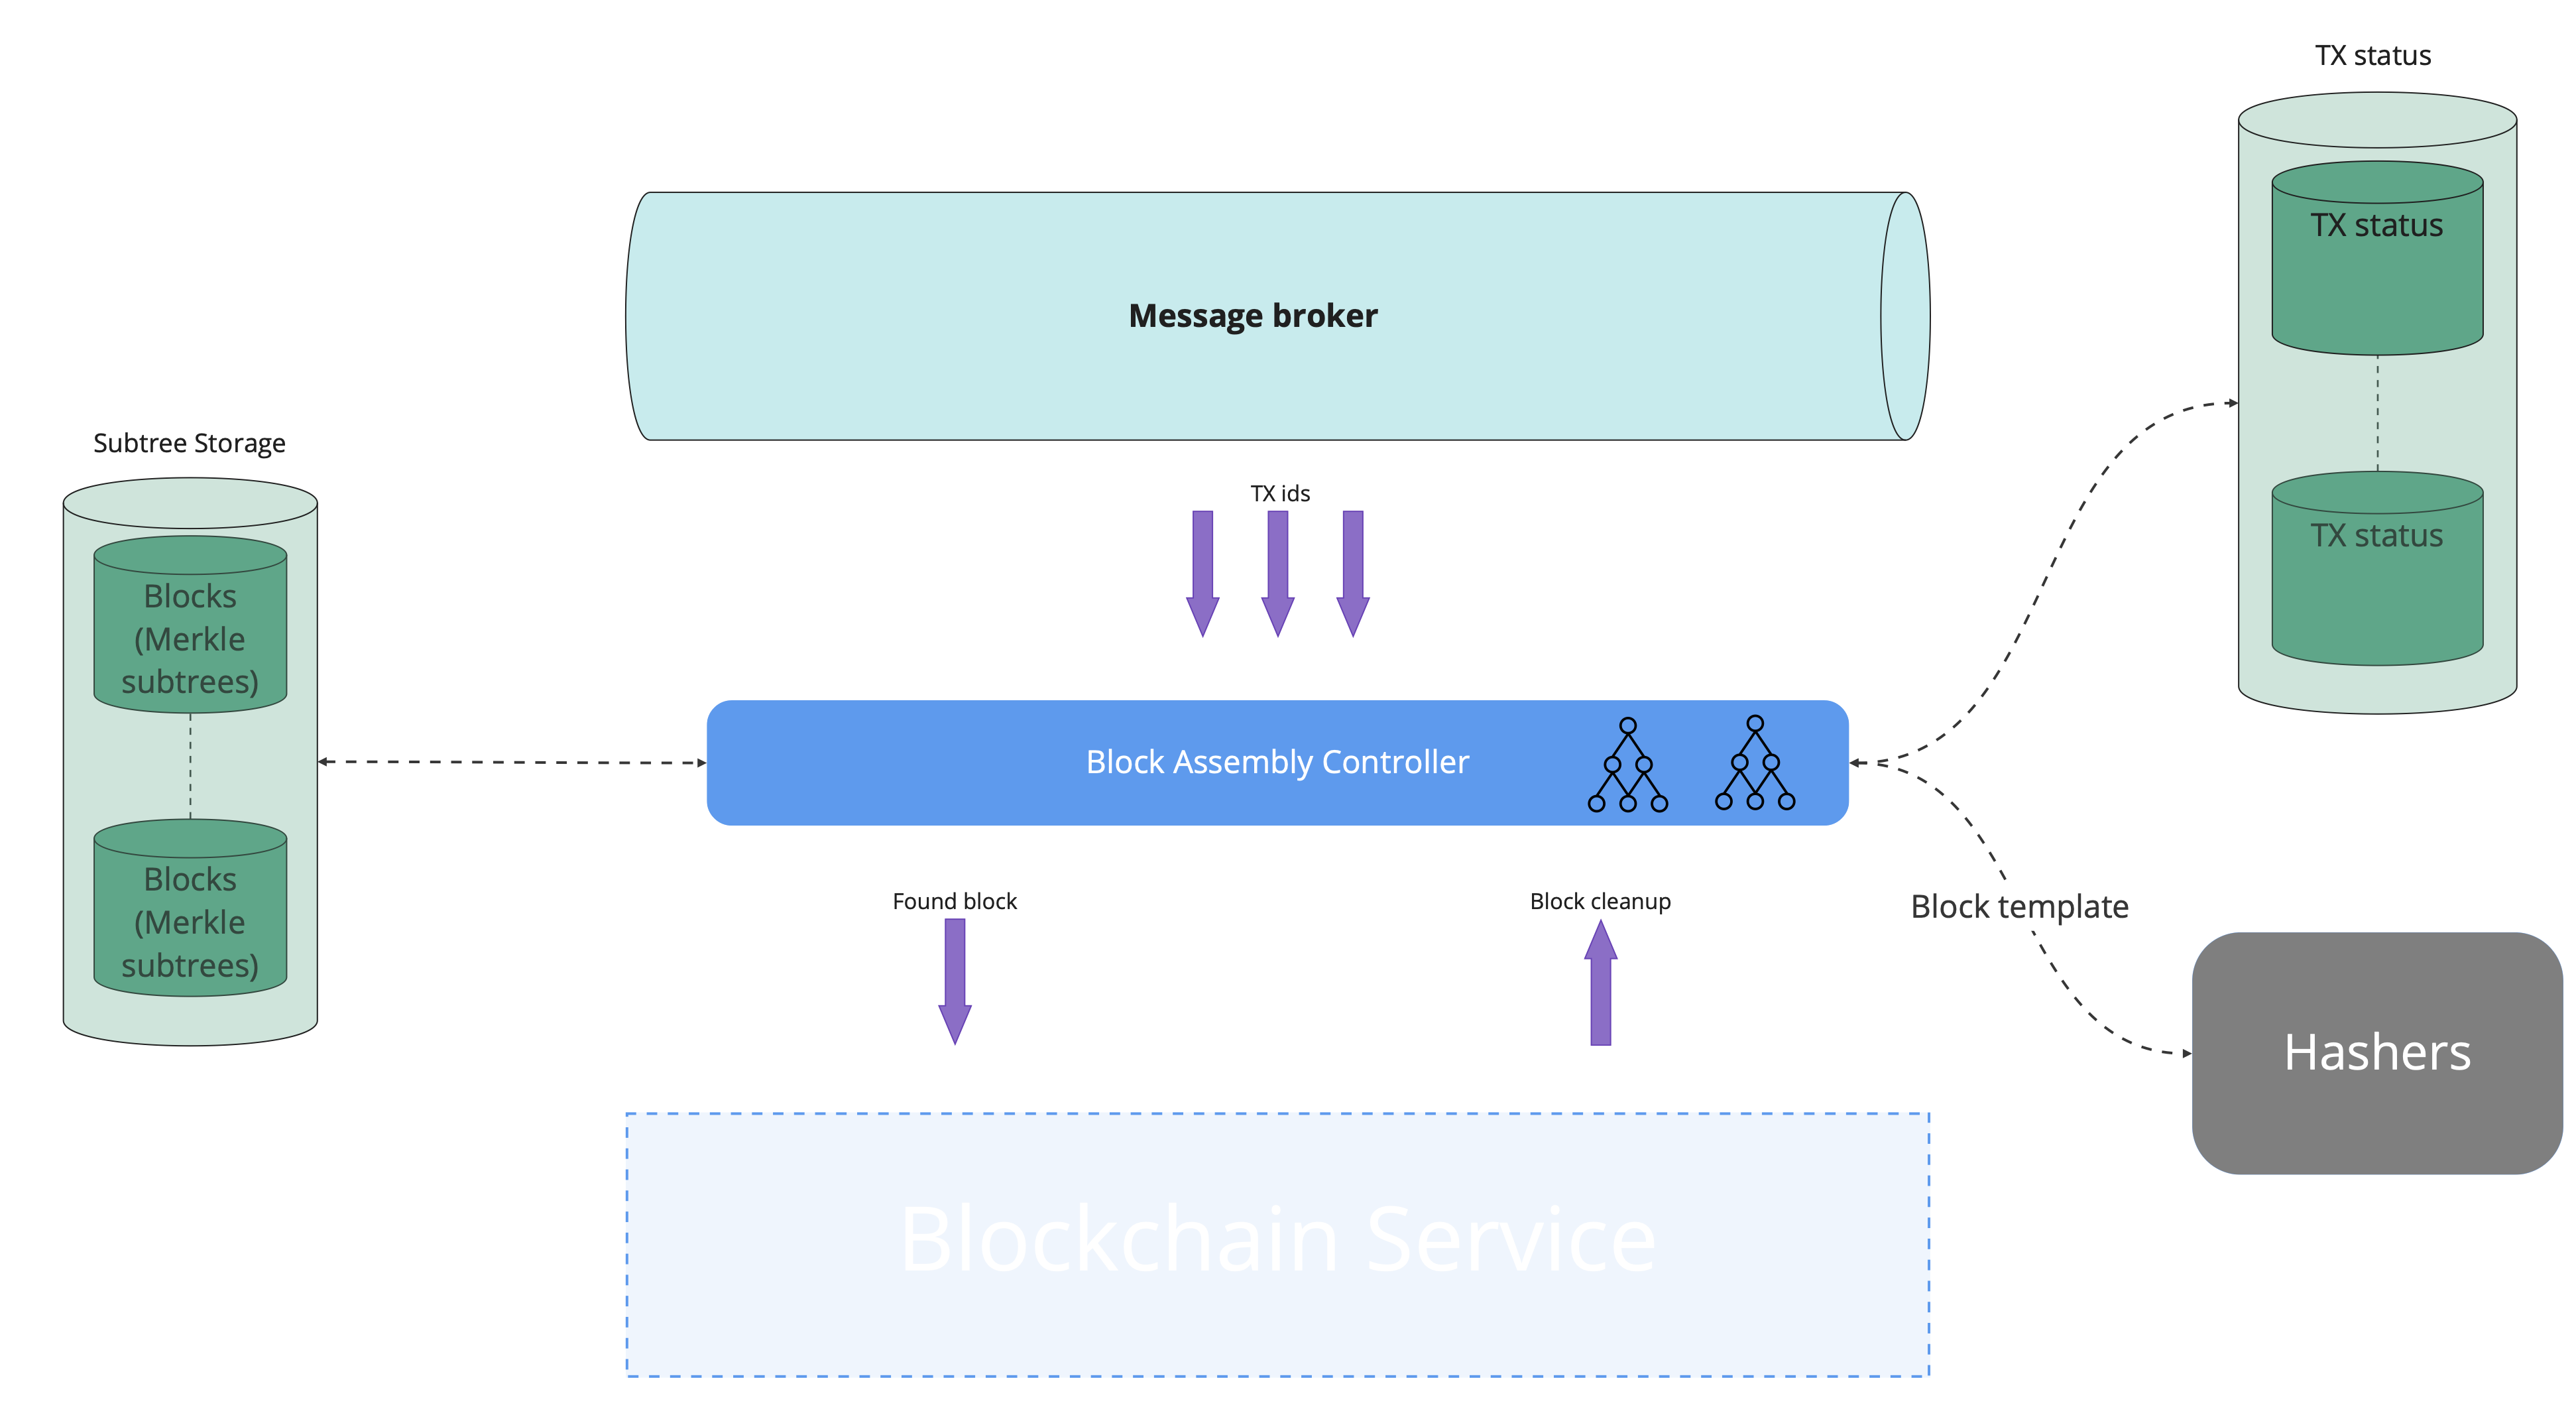 TX status
TX status
Message broker
Subtree Storage
TX ids
TX status
Blocks
(Merkle
subtrees)
Block Assembly Controller
Blocks
(Merkle
subtrees)
Found block
Block cleanup
Block template
Hashers
Blockchain Service